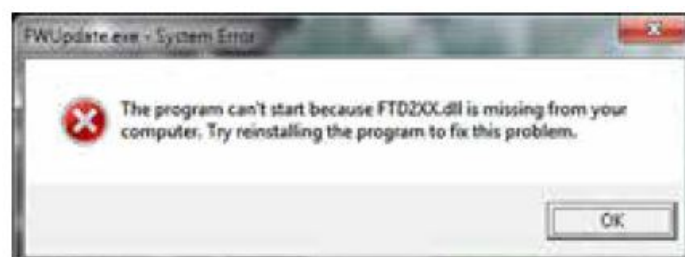 FWUpdate.exe - System Error
The program can't start because FTD2XX.dll is missing from your
computer. Try reinstalling the program to fix this problem.
OK